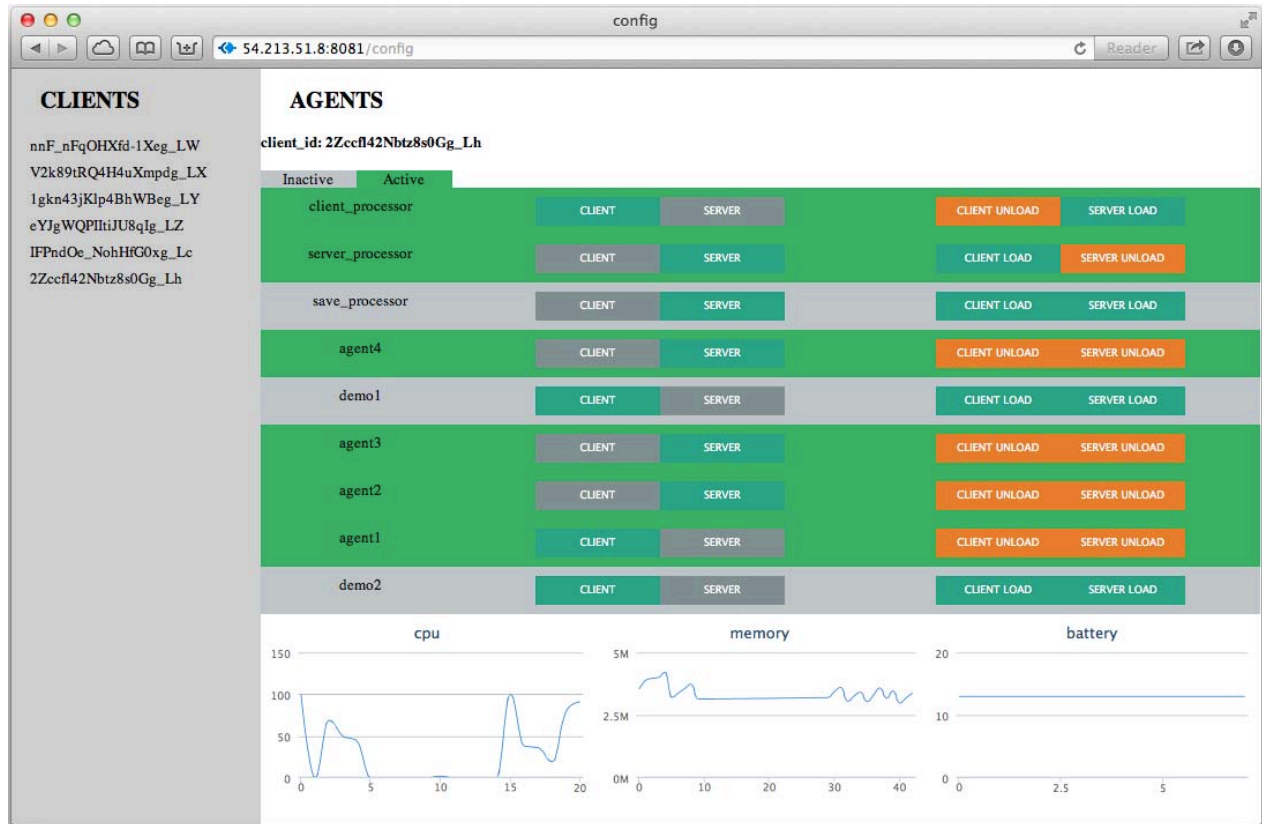 config
54.213.51.8:8081/config
Reader
CLIENTS
nnF_nFqOHXfd-1Xeg_LW
V2k89tRQ4H4uXmpdg_LX
1gkn43jKlp4BhWBeg_LY
eYJgWQPIItiJU8qIg_LZ
IFPndOe_NohHfG0xg_Lc
2Zccfl42Nbtz8s0Gg_Lh
AGENTS
client_id: 2Zccfl42Nbtz8s0Gg_Lh
Inactive Active
client_processor CLIENT SERVER CLIENT UNLOAD SERVER LOAD
server_processor CLIENT SERVER CLIENT LOAD SERVER UNLOAD
save_processor CLIENT SERVER CLIENT LOAD SERVER LOAD
agent4 CLIENT SERVER CLIENT UNLOAD SERVER UNLOAD
demo1 CLIENT SERVER CLIENT LOAD SERVER LOAD
agent3 CLIENT SERVER CLIENT UNLOAD SERVER UNLOAD
agent2 CLIENT SERVER CLIENT UNLOAD SERVER UNLOAD
agent1 CLIENT SERVER CLIENT UNLOAD SERVER UNLOAD
demo2 CLIENT SERVER CLIENT LOAD SERVER LOAD
cpu
150
100
50
0
0 5 10 15 20
memory
5M
2.5M
0M
0 10 20 30 40
battery
20
10
0
0 2.5 5